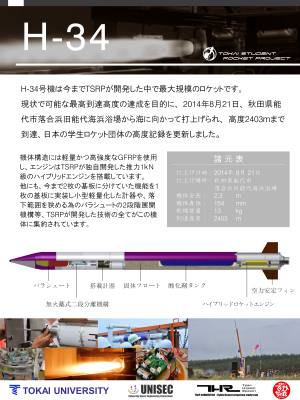 H-34
TOKAI STUDENT
ROCKET PROJECT
H-34号機は今までTSRPが開発した中で最大規模のロケットです。
現状で可能な最高到達高度の達成を目的に、2014年8月21日、秋田県能
代市落合浜旧能代海浜浴場から海に向かって打上げられ、高度2403mまで
到達、日本の学生ロケット団体の高度記録を更新しました。
機体構造には軽量かつ高強度なGFRPを使用
し、エンジンはTSRPが独自開発した推力1kN
級のハイブリッドエンジンを搭載しています。
他にも、今まで2枚の基板に分けていた機能を1
枚の基板に実装し小型軽量化した計器や、落
下範囲を狭める為のパラシュートの2段階展開
機構等、TSRPが開発した技術の全てがこの機
体に集約されています。
諸元表
打上げ日時 2014年 8月 21日
打上げ場所 秋田県能代市
落合浜旧能代海浜浴場
機体全長 2.3 m
機体直径 154 mm
乾燥重量 13 kg
到達高度 2403 m
パラシュート
搭載計器
固体フロート
酸化剤タンク
空力安定フィン
無火薬式二段分離機構
ハイブリッドロケットエンジン
TOKAI UNIVERSITY
UNISEC